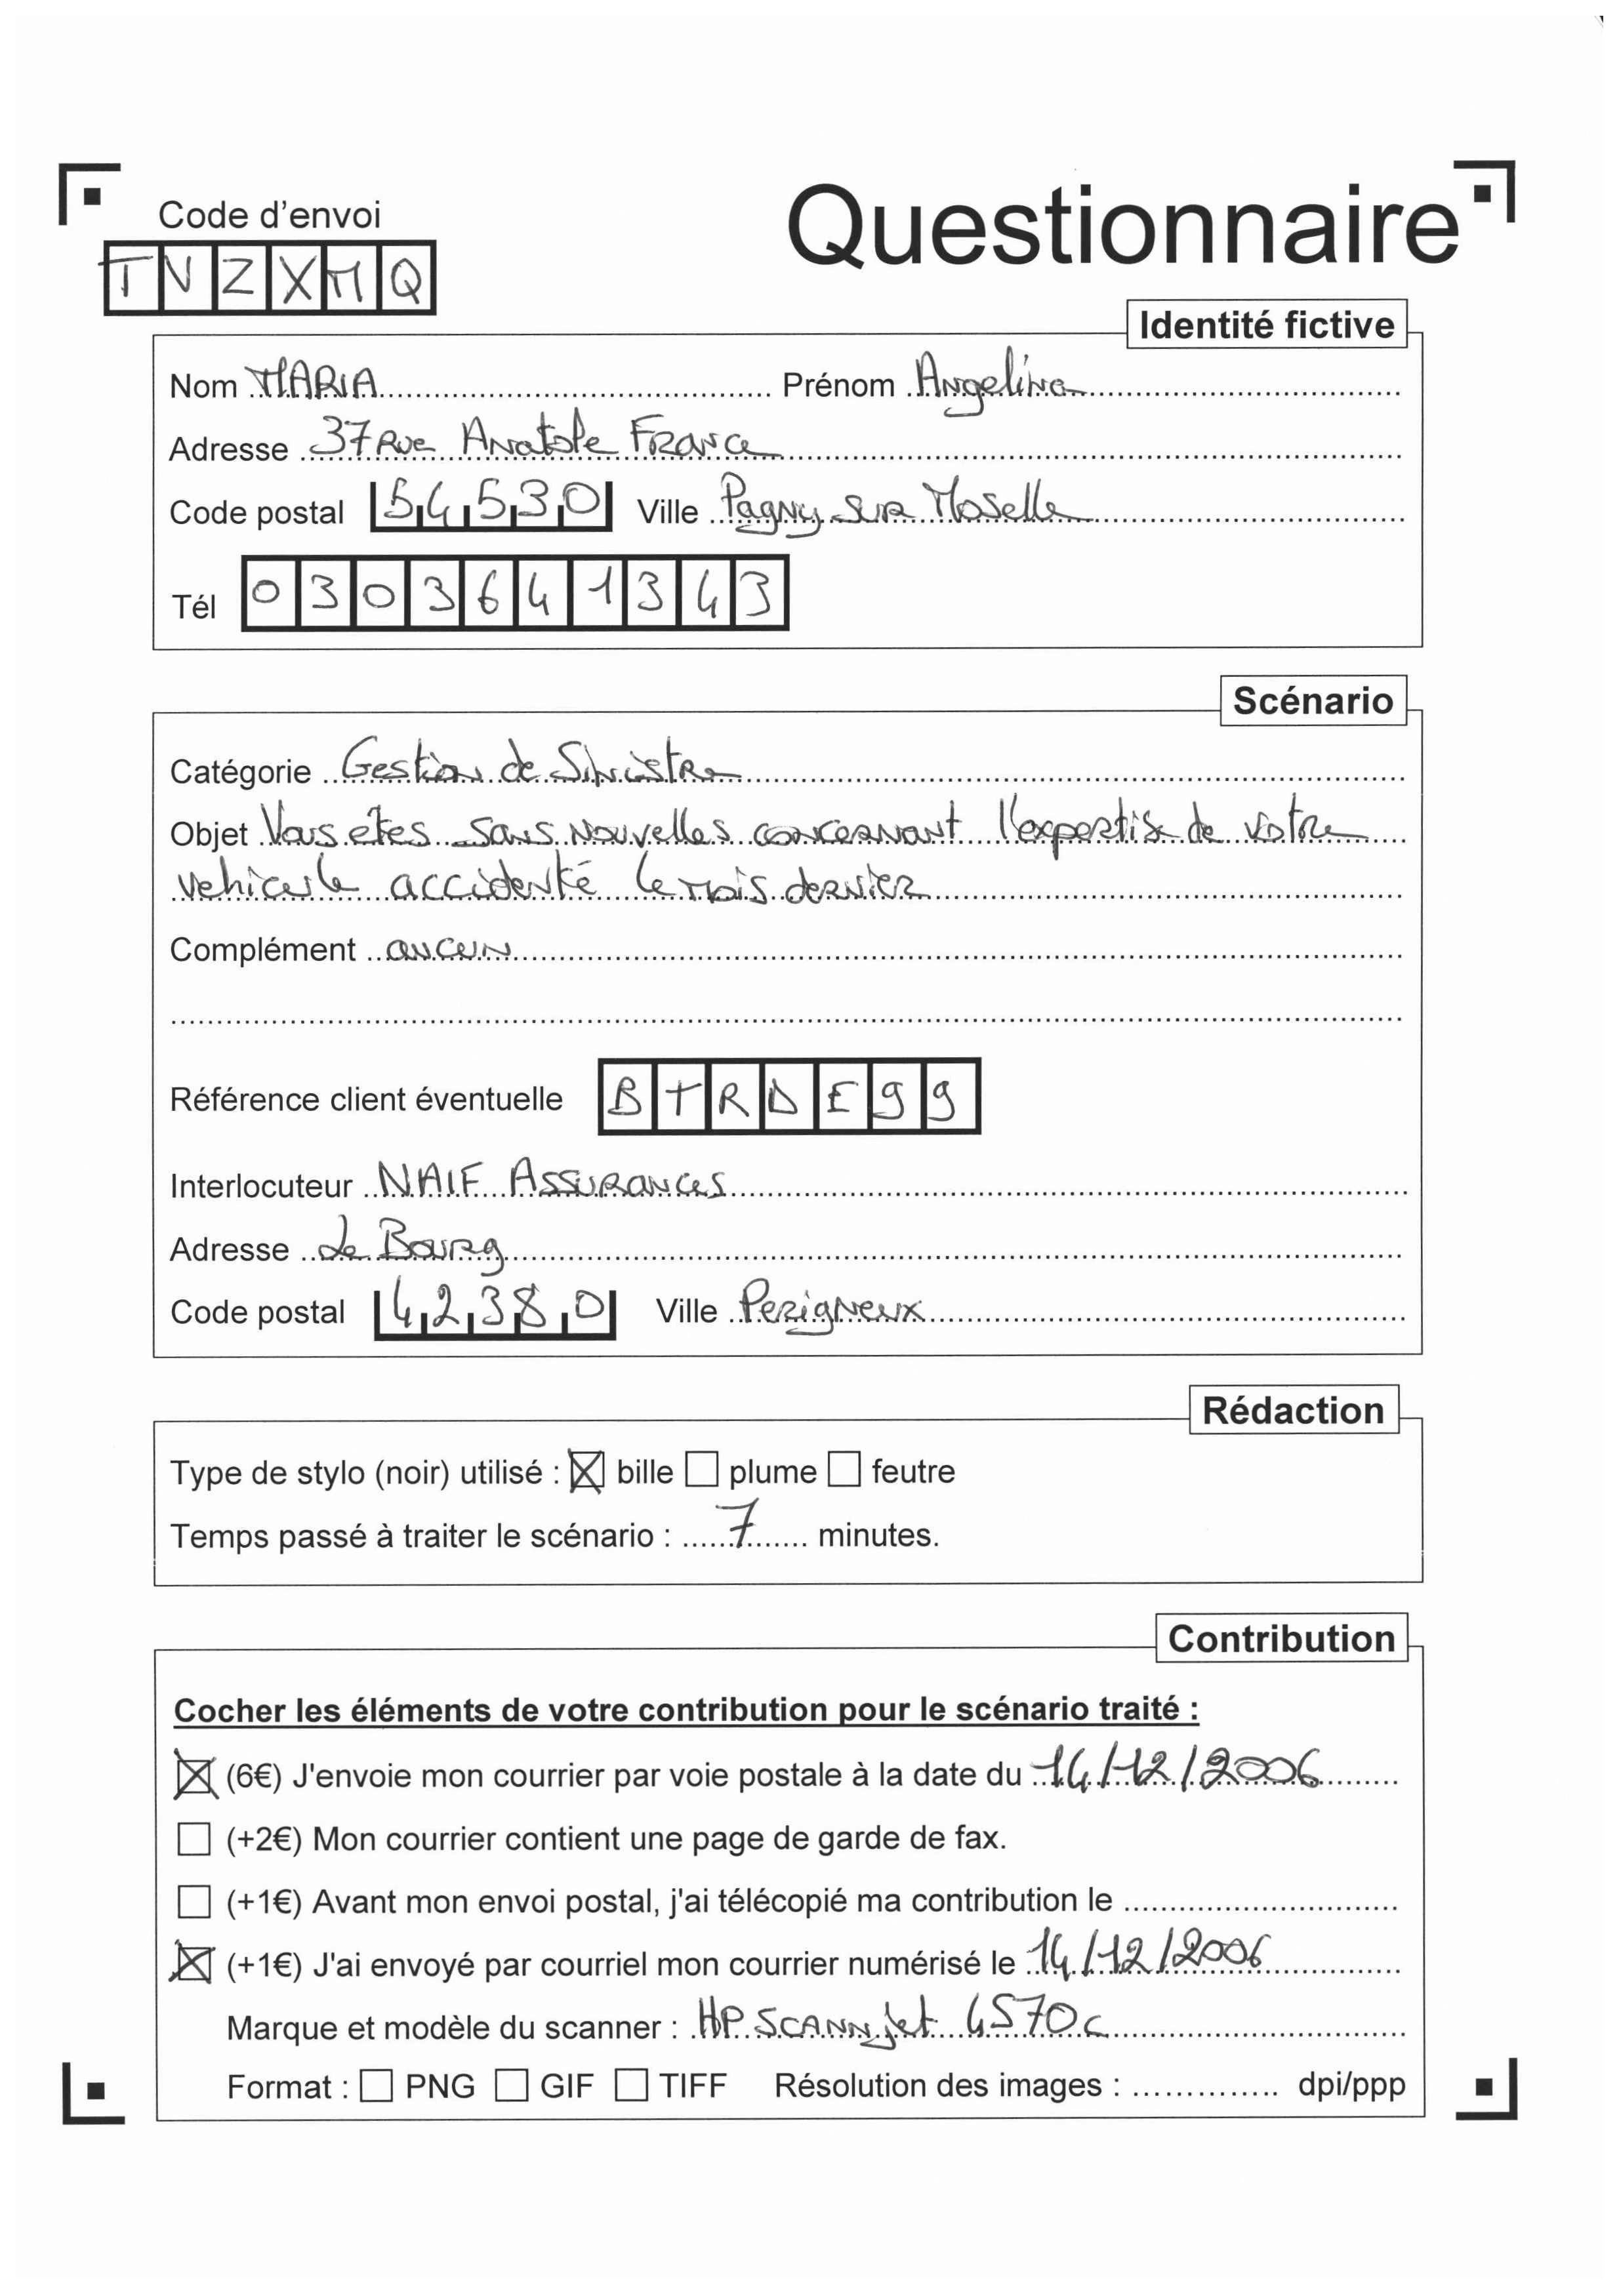 Code d'envoi
Questionnaire
TNZXMQ
Identité fictive
Nom MARIA Prénom Angelina
Adresse 37 Rue Anatole France
Code postal 54530 Ville Pagny sur Moselle
Tél 0303641343
Scénario
Catégorie Gestion de Sinistre
Objet Vous êtes sans nouvelles concernant l'expertise de votre
vehicule accidenté le mois dernier
Complément aucun
Référence client éventuelle BTRDE99
Interlocuteur NAIF Assurances
Adresse Le Bourg
Code postal 42380 Ville Perigneux
Rédaction
Type de stylo (noir) utilisé : ☒ bille ☐ plume ☐ feutre
Temps passé à traiter le scénario : 7 minutes.
Contribution
Cocher les éléments de votre contribution pour le scénario traité :
☒ (6€) J'envoie mon courrier par voie postale à la date du 14/12/2006
☐ (+2€) Mon courrier contient une page de garde de fax.
☐ (+1€) Avant mon envoi postal, j'ai télécopié ma contribution le
☒ (+1€) J'ai envoyé par courriel mon courrier numérisé le 14/12/2006
Marque et modèle du scanner : HP SCANNjet 4570c
Format : ☐ PNG ☐ GIF ☐ TIFF Résolution des images : dpi/ppp